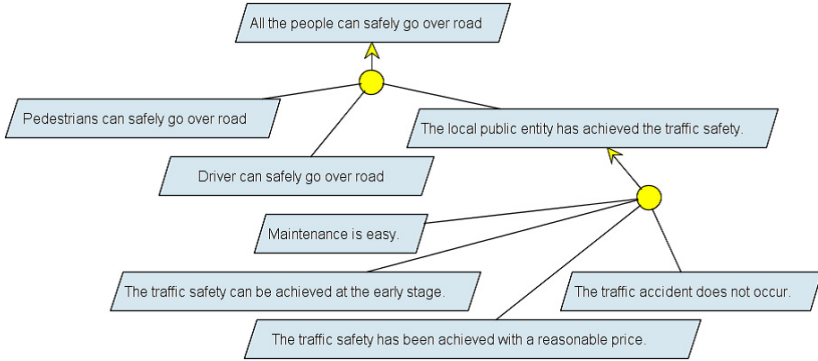 All the people can safely go over road
Pedestrians can safely go over road
The local public entity has achieved the traffic safety.
Driver can safely go over road
Maintenance is easy.
The traffic safety can be achieved at the early stage.
The traffic accident does not occur.
The traffic safety has been achieved with a reasonable price.